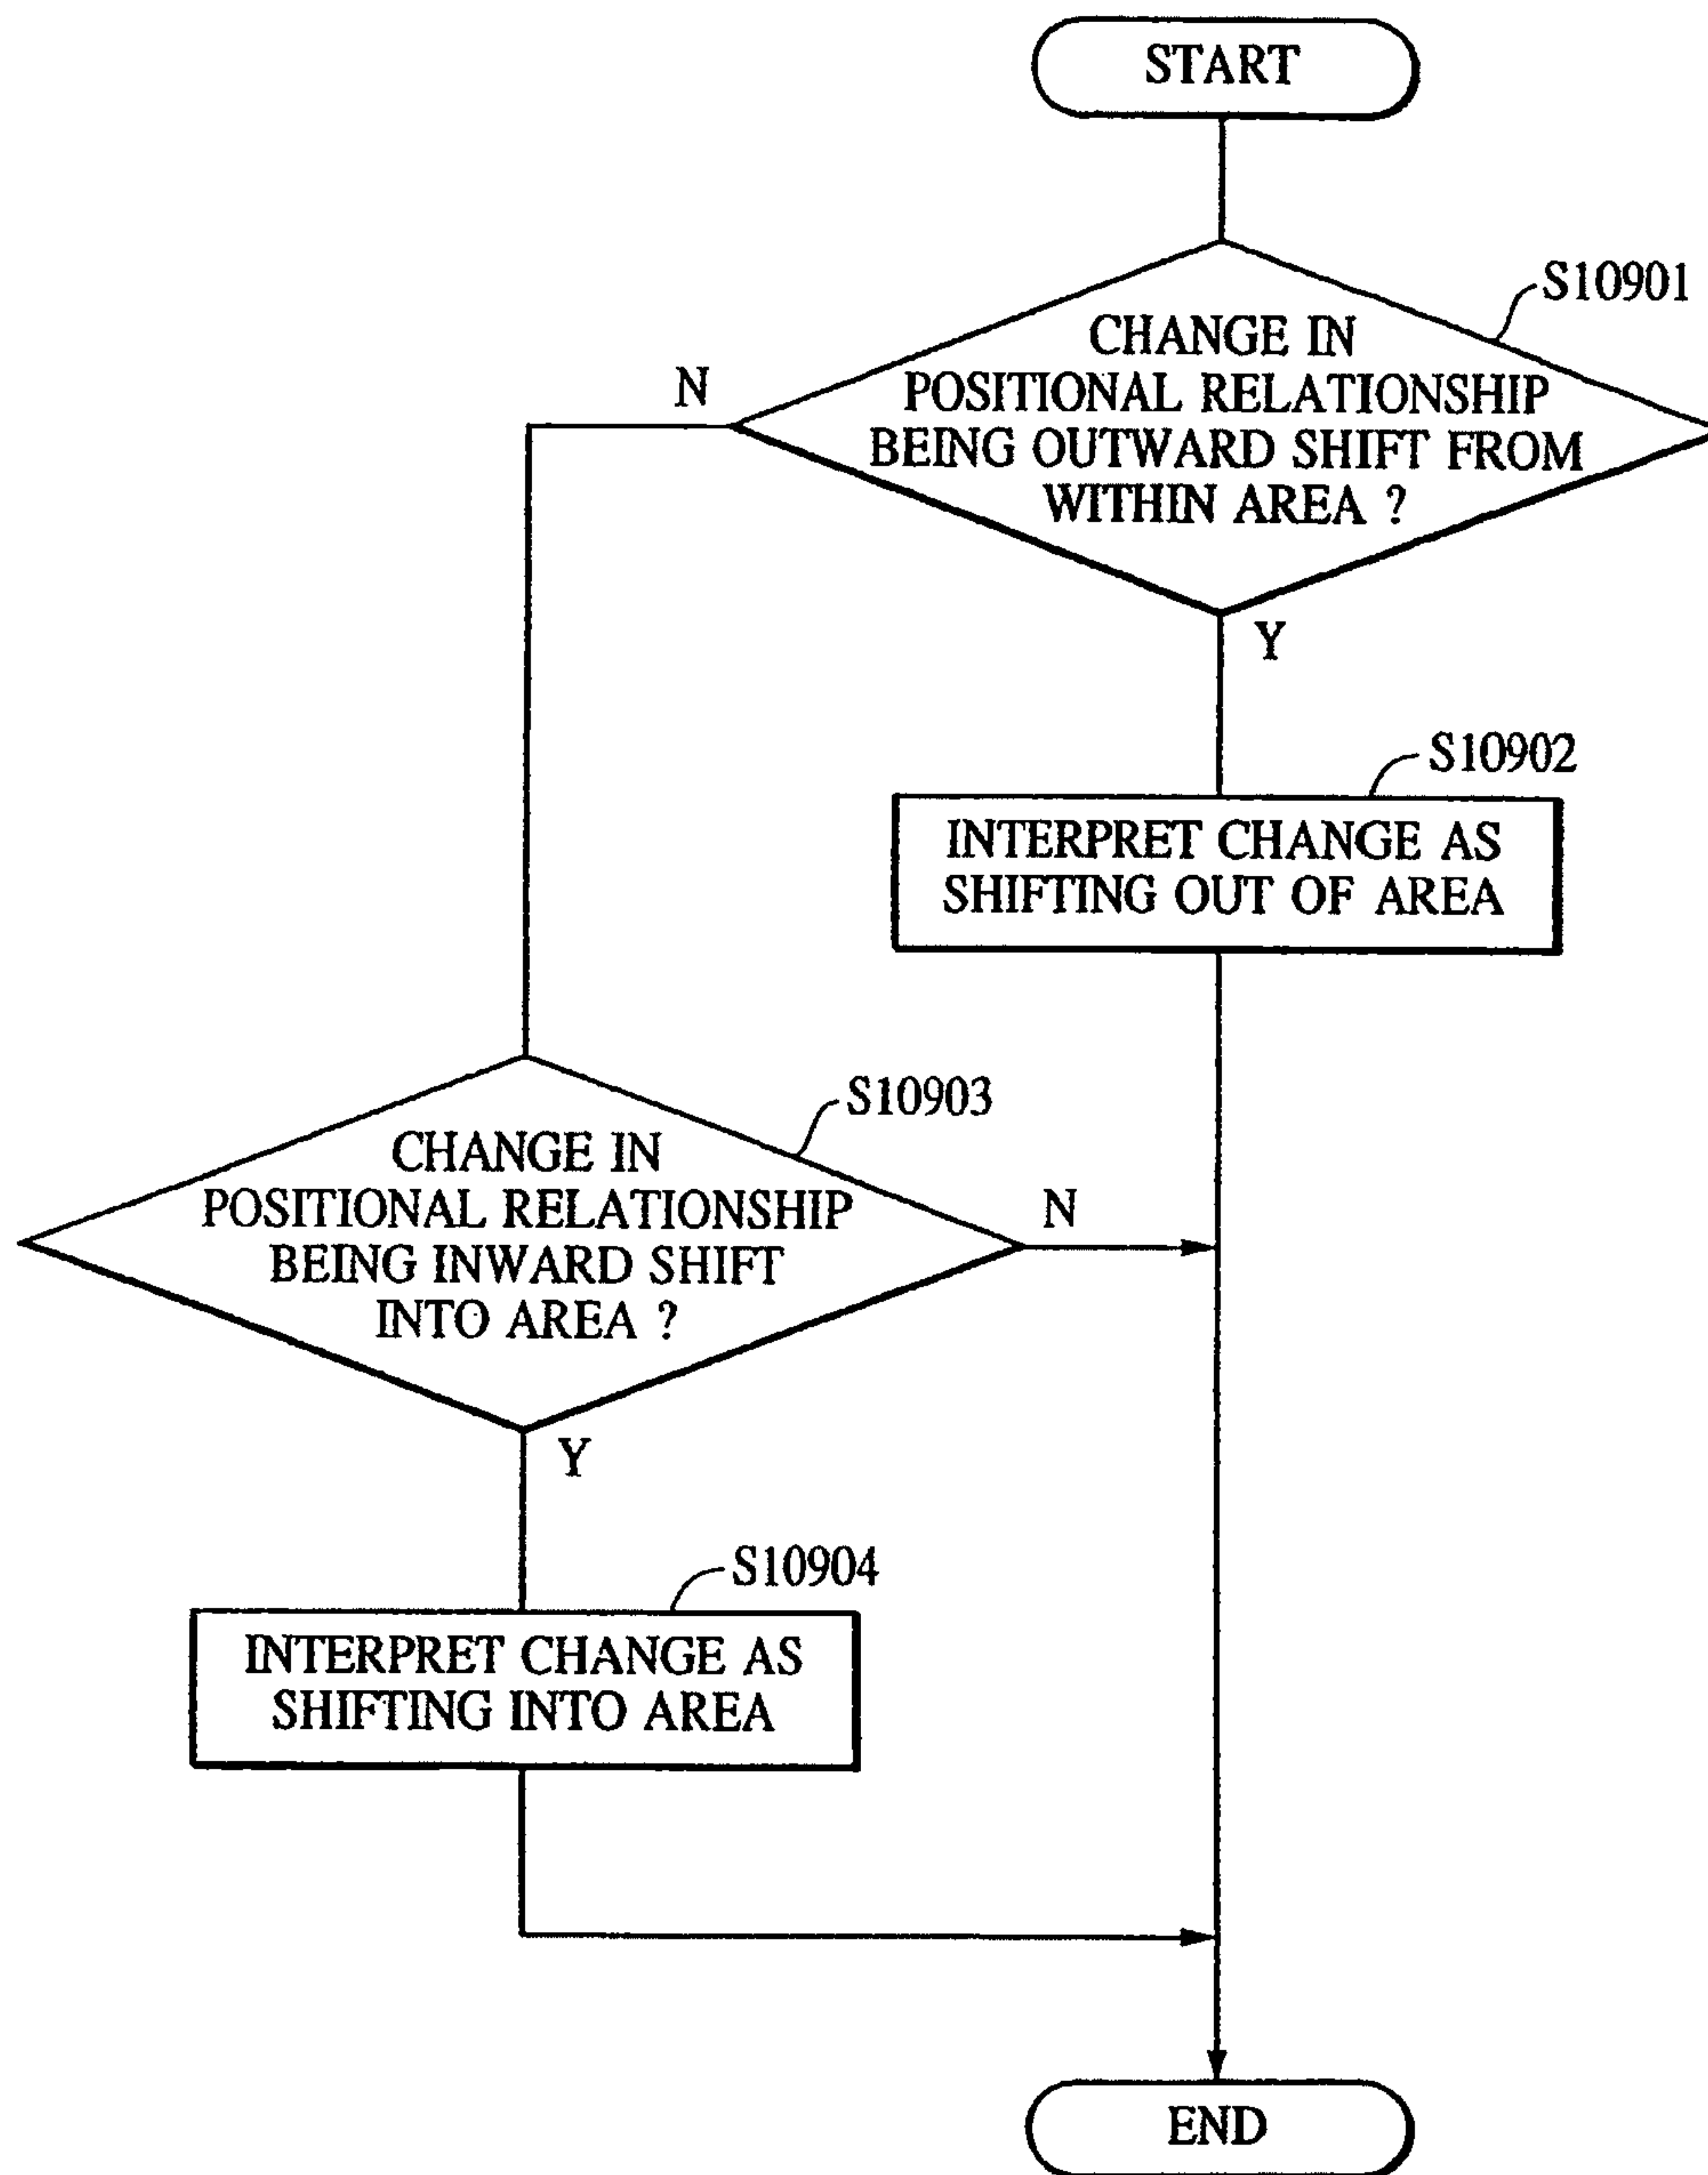 START
S10901
CHANGE IN
POSITIONAL RELATIONSHIP
BEING OUTWARD SHIFT FROM
WITHIN AREA ?
N
Y
S10902
INTERPRET CHANGE AS
SHIFTING OUT OF AREA
S10903
CHANGE IN
POSITIONAL RELATIONSHIP
BEING INWARD SHIFT
INTO AREA ?
N
Y
S10904
INTERPRET CHANGE AS
SHIFTING INTO AREA
END